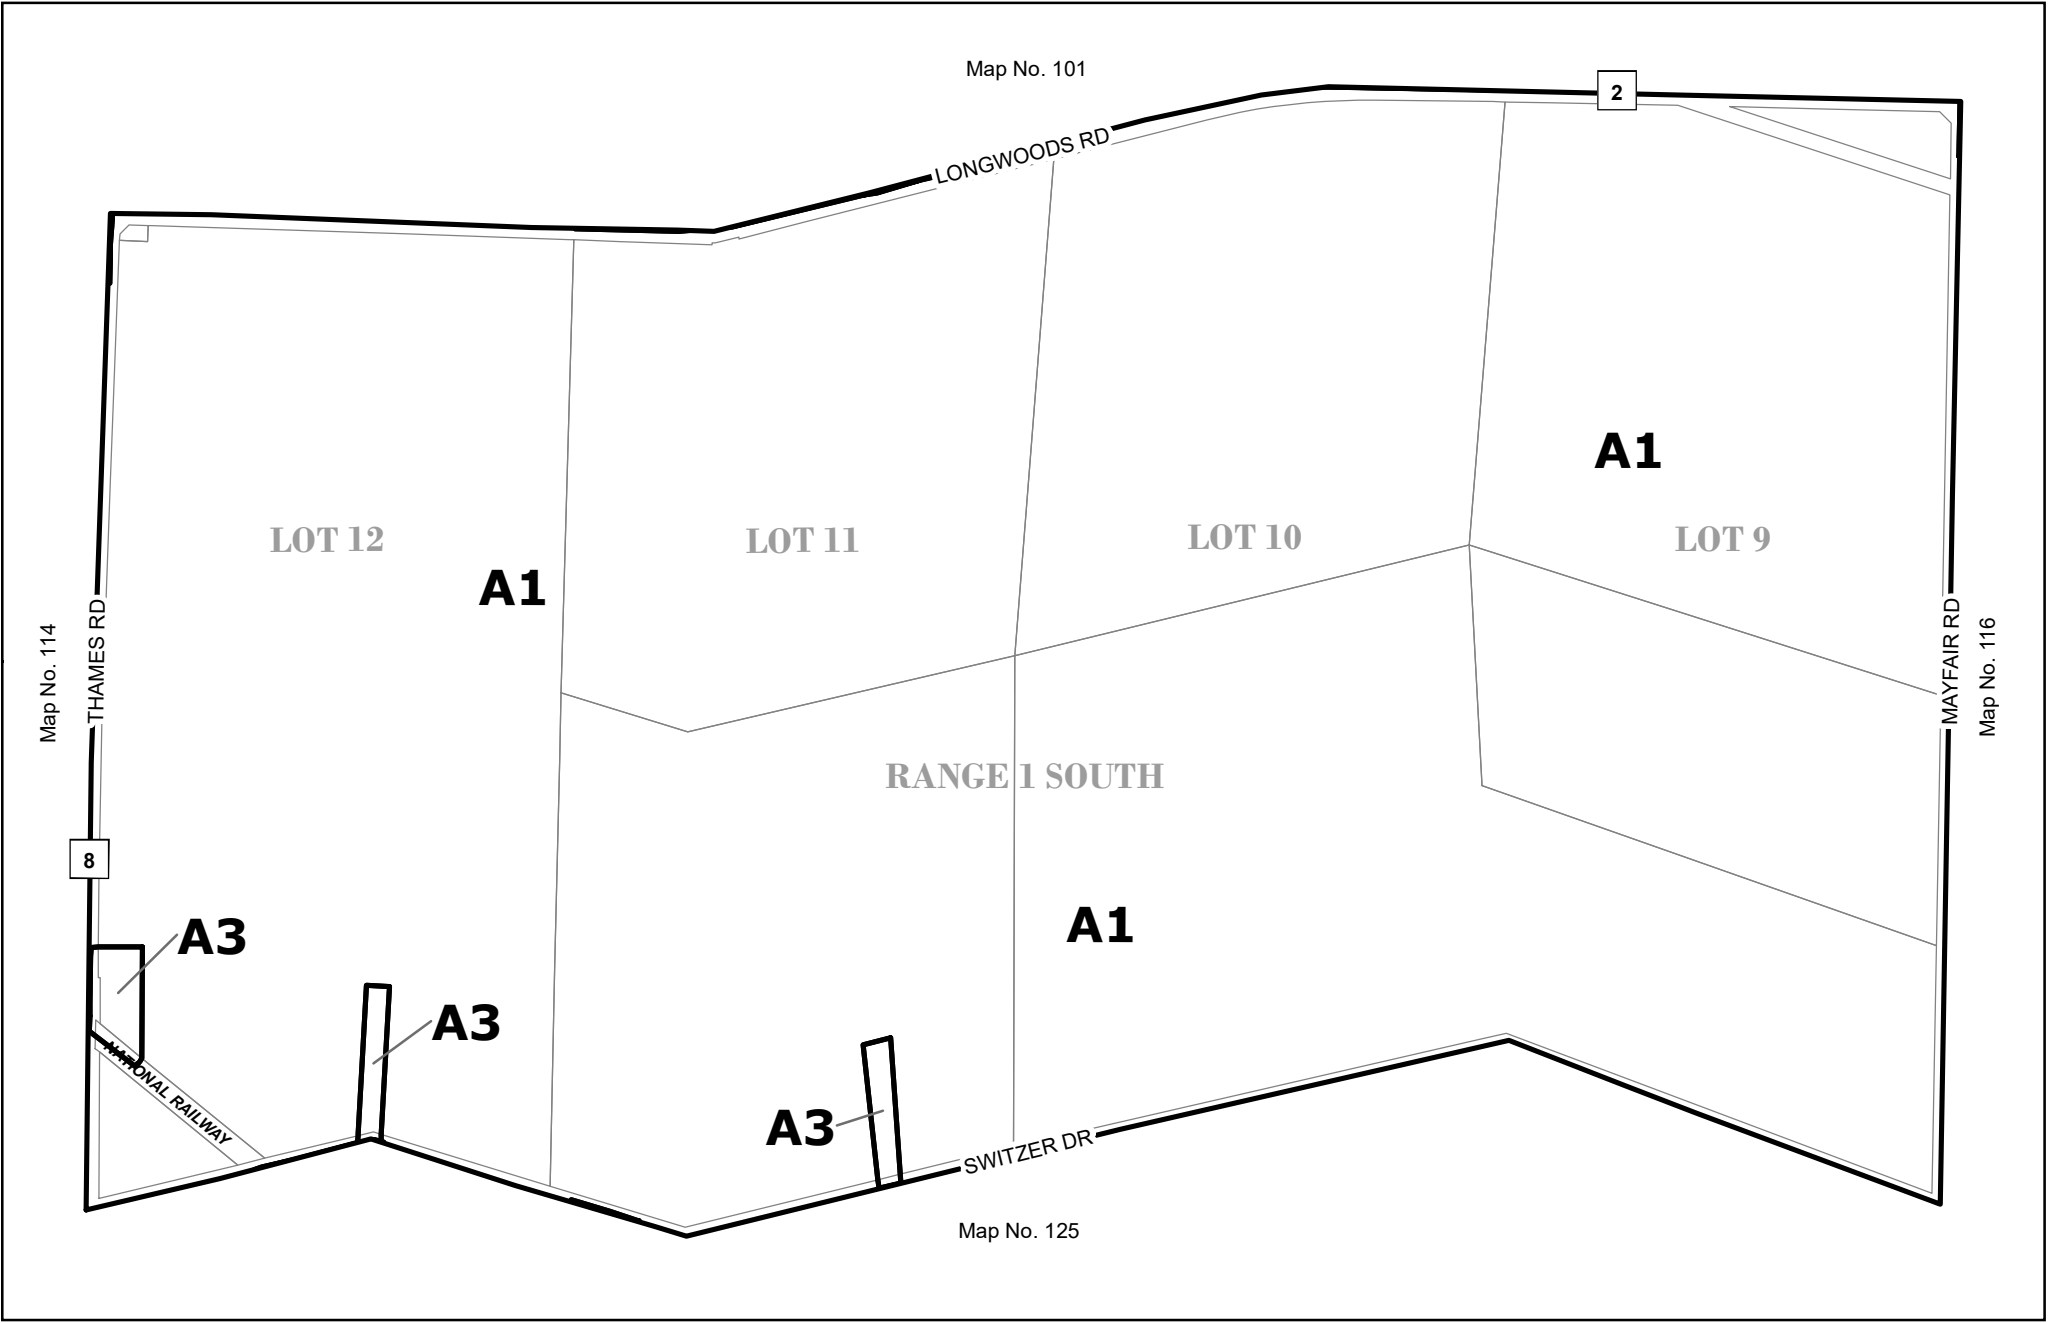 Map No. 101
2
LONGWOODS RD
A1
LOT 12
LOT 11
LOT 10
LOT 9
A1
THAMES RD
Map No. 114
MAYFAIR RD
Map No. 116
RANGE 1 SOUTH
8
A3
A1
A3
NATIONAL RAILWAY
A3
SWITZER DR
Map No. 125